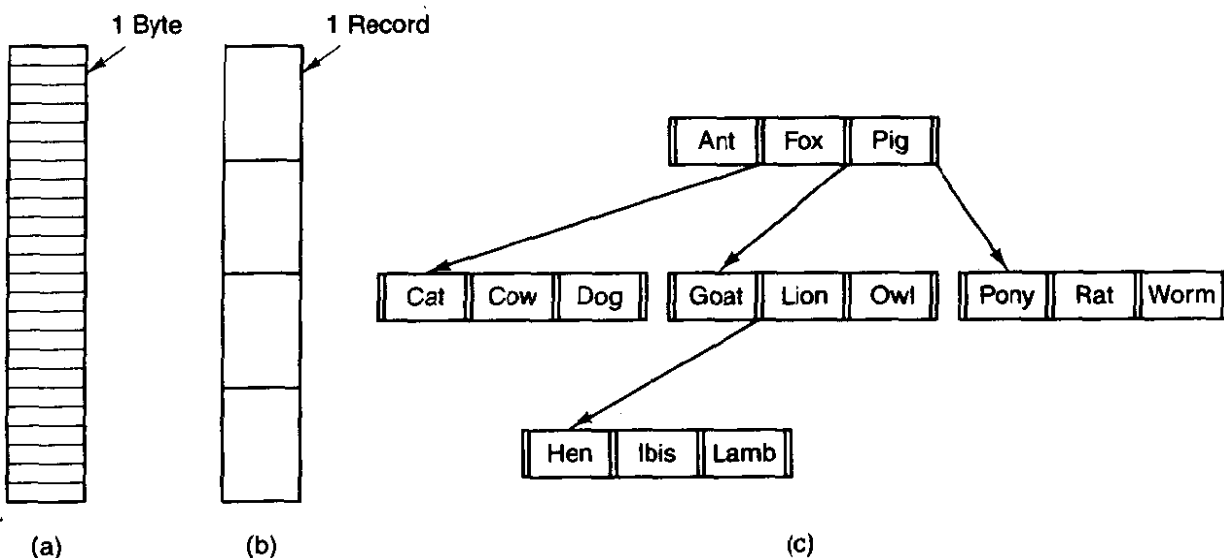 1 Byte
1 Record
Ant Fox Pig
Cat Cow Dog Goat Lion Owl Pony Rat Worm
Hen Ibis Lamb
(a) (b) (c)